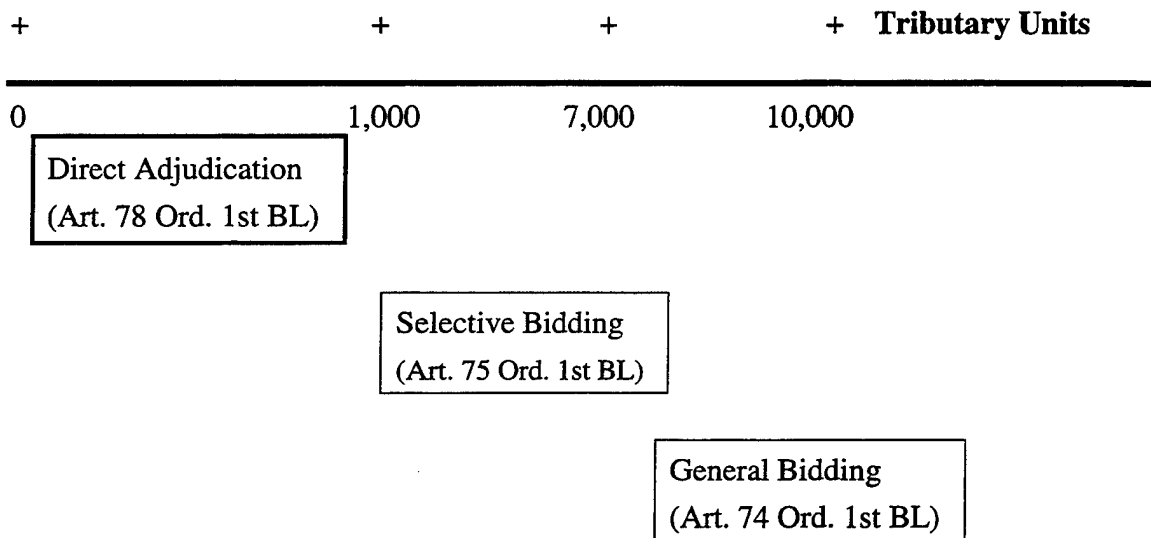 + + + + Tributary Units
0 1,000 7,000 10,000
Direct Adjudication
(Art. 78 Ord. 1st BL)
Selective Bidding
(Art. 75 Ord. 1st BL)
General Bidding
(Art. 74 Ord. 1st BL)